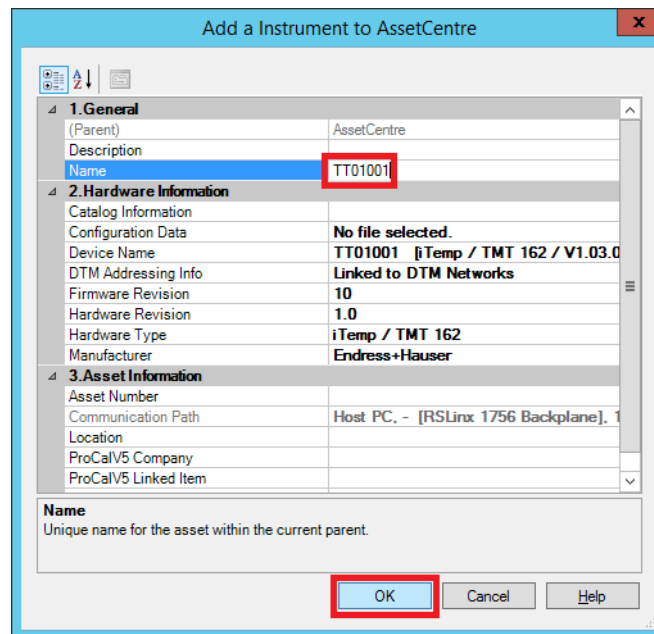 Add a Instrument to AssetCentre
x
1.General
(Parent) AssetCentre
Description
Name TT01001
2.Hardware Information
Catalog Information
Configuration Data No file selected.
Device Name TT01001 [iTemp / TMT 162 / V1.03.0
DTM Addressing Info Linked to DTM Networks
Firmware Revision 10
Hardware Revision 1.0
Hardware Type iTemp / TMT 162
Manufacturer Endress+Hauser
3.Asset Information
Asset Number
Communication Path Host PC, - [RSLinx 1756 Backplane], 1
Location
ProCalV5 Company
ProCalV5 Linked Item
Name
Unique name for the asset within the current parent.
OK Cancel Help